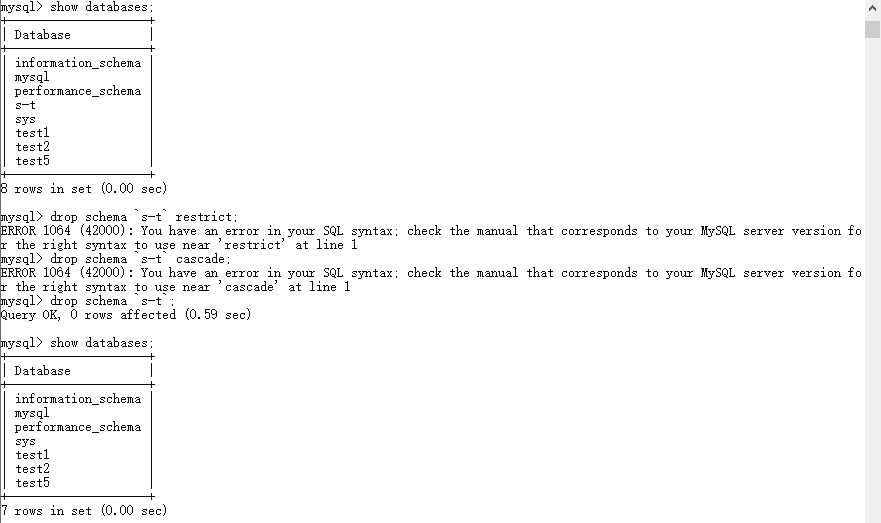 mysql> show databases;
+--------------------+
| Database           |
+--------------------+
| information_schema |
| mysql              |
| performance_schema |
| s-t                |
| sys                |
| test1              |
| test2              |
| test5              |
+--------------------+
8 rows in set (0.00 sec)
mysql> drop schema `s-t` restrict;
ERROR 1064 (42000): You have an error in your SQL syntax; check the manual that corresponds to your MySQL server version fo
r the right syntax to use near 'restrict' at line 1
mysql> drop schema `s-t` cascade;
ERROR 1064 (42000): You have an error in your SQL syntax; check the manual that corresponds to your MySQL server version fo
r the right syntax to use near 'cascade' at line 1
mysql> drop schema `s-t`;
Query OK, 0 rows affected (0.59 sec)
mysql> show databases;
+--------------------+
| Database           |
+--------------------+
| information_schema |
| mysql              |
| performance_schema |
| sys                |
| test1              |
| test2              |
| test5              |
+--------------------+
7 rows in set (0.00 sec)